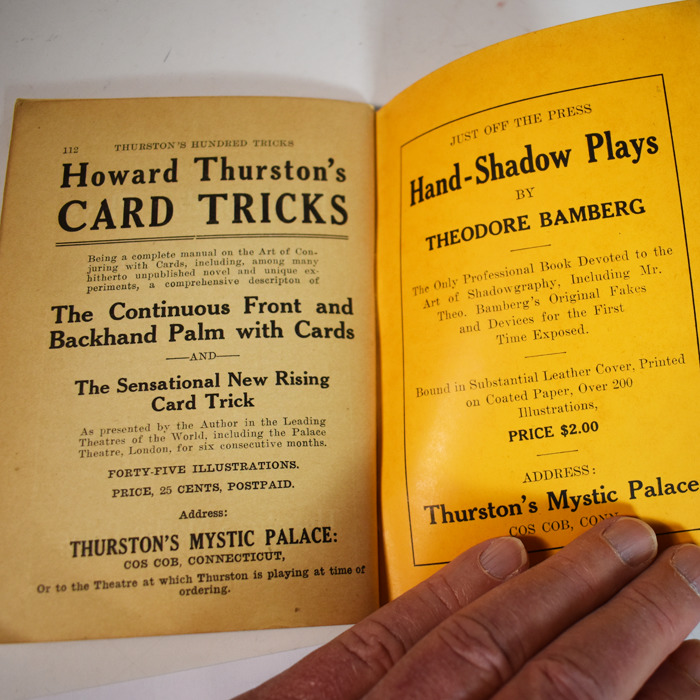 112 THURSTON'S HUNDRED TRICKS
Howard Thurston's
CARD TRICKS
Being a complete manual on the Art of Con-
juring with Cards, including, among many
hitherto unpublished novel and unique ex-
periments, a comprehensive descripton of
The Continuous Front and
Backhand Palm with Cards
—AND—
The Sensational New Rising
Card Trick
As presented by the Author in the Leading
Theatres of the World, including the Palace
Theatre, London, for six consecutive months.
FORTY-FIVE ILLUSTRATIONS.
PRICE, 25 CENTS, POSTPAID.
Address:
THURSTON'S MYSTIC PALACE:
COS COB, CONNECTICUT,
Or to the Theatre at which Thurston is playing at time of
ordering.
JUST OFF THE PRESS
Hand-Shadow Plays
BY
THEODORE BAMBERG
The Only Professional Book Devoted to the
Art of Shadowgraphy, Including Mr.
Theo. Bamberg's Original Fakes
and Devices for the First
Time Exposed.
Bound in Substantial Leather Cover, Printed
on Coated Paper, Over 200
Illustrations,
PRICE $2.00
ADDRESS:
Thurston's Mystic Palace
COS COB, CONN.